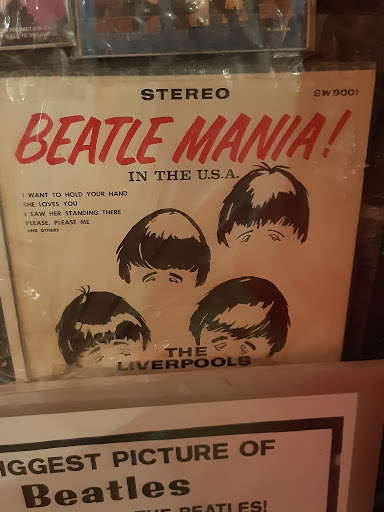 STEREO
SW 9001
BEATLE MANIA!
IN THE U.S.A.
I WANT TO HOLD YOUR HAND
SHE LOVES YOU
I SAW HER STANDING THERE
PLEASE, PLEASE ME
AND OTHERS
THE
LIVERPOOLS
IGGEST PICTURE OF
Beatles
THE BEATLES!